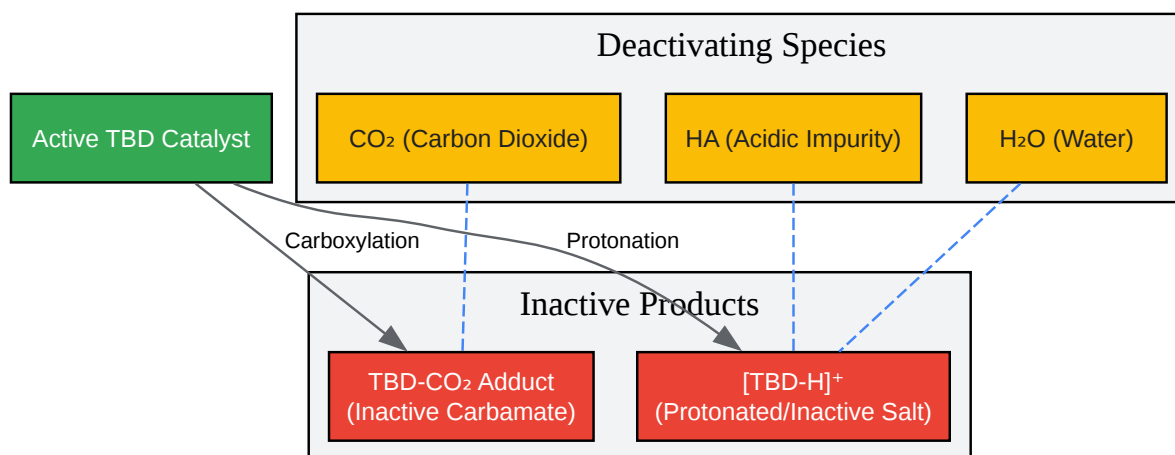 Deactivating Species
Active TBD Catalyst
CO₂ (Carbon Dioxide)
HA (Acidic Impurity)
H₂O (Water)
Carboxylation
Protonation
Inactive Products
TBD-CO₂ Adduct
(Inactive Carbamate)
[TBD-H]⁺
(Protonated/Inactive Salt)